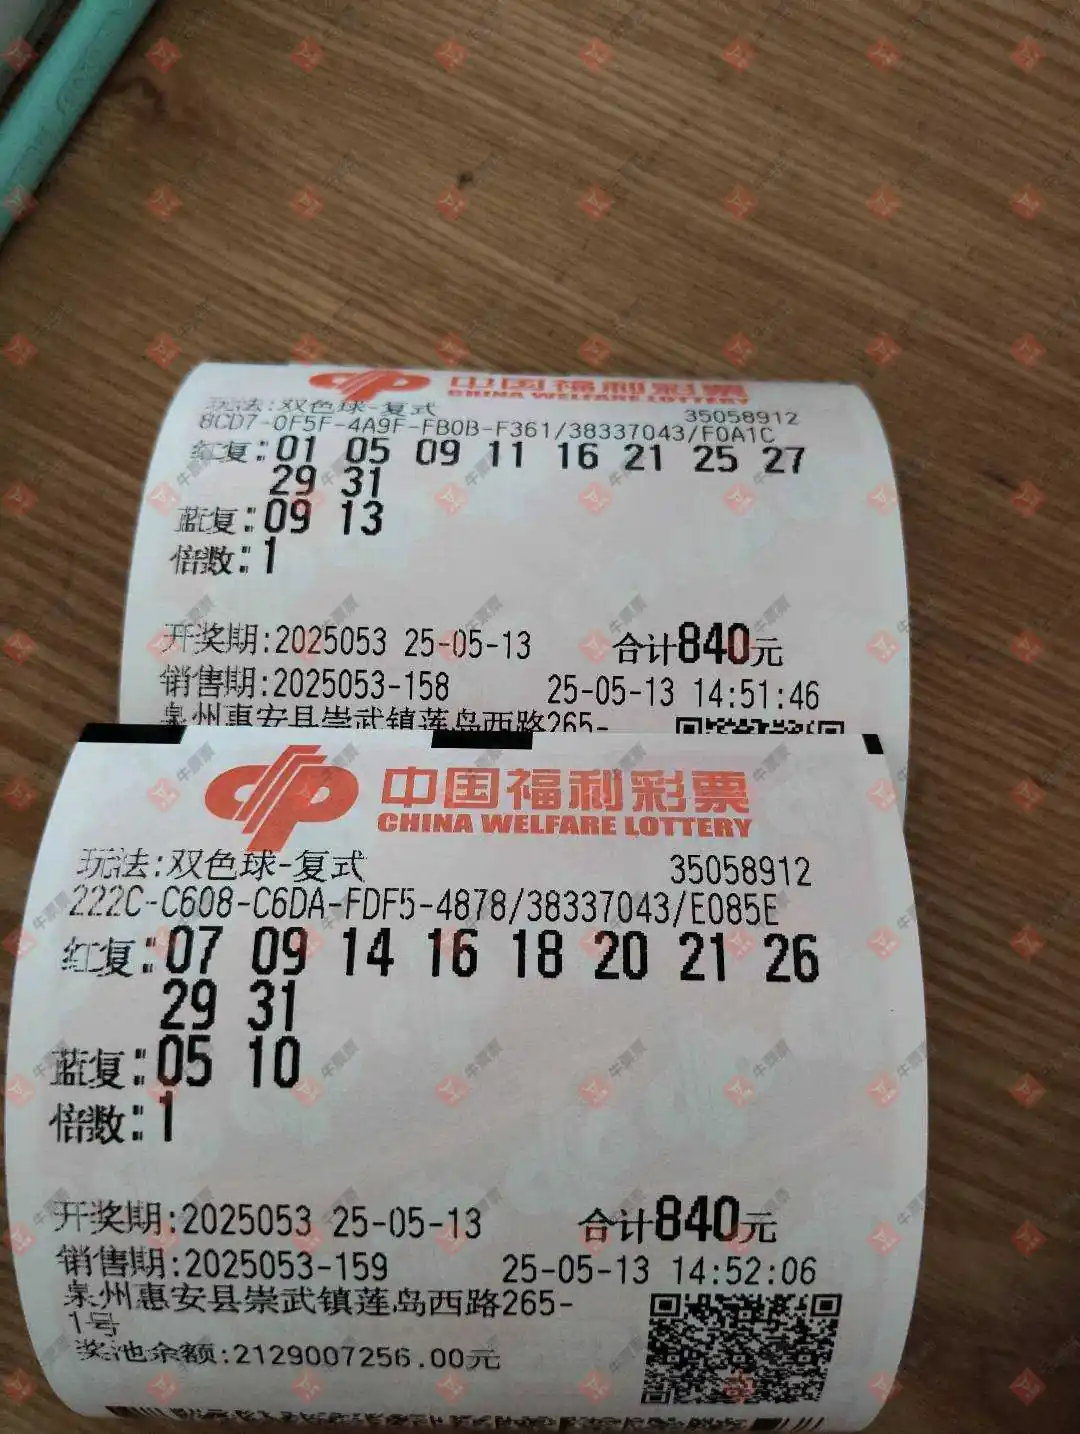 中国福利彩票
CHINA WELFARE LOTTERY
玩法:双色球-复式 35058912
8CD7-0F5F-4A9F-FB0B-F361/38337043/F0A1C
红复:01 05 09 11 16 21 25 27
29 31
蓝复:09 13
倍数:1
开奖期:2025053 25-05-13 合计840元
销售期:2025053-158 25-05-13 14:51:46
泉州惠安县崇武镇莲岛西路265-
中国福利彩票
CHINA WELFARE LOTTERY
玩法:双色球-复式 35058912
222C-C608-C6DA-FDF5-4878/38337043/E085E
红复:07 09 14 16 18 20 21 26
29 31
蓝复:05 10
倍数:1
开奖期:2025053 25-05-13 合计840元
销售期:2025053-159 25-05-13 14:52:06
泉州惠安县崇武镇莲岛西路265-
1号
奖池余额:2129007256.00元